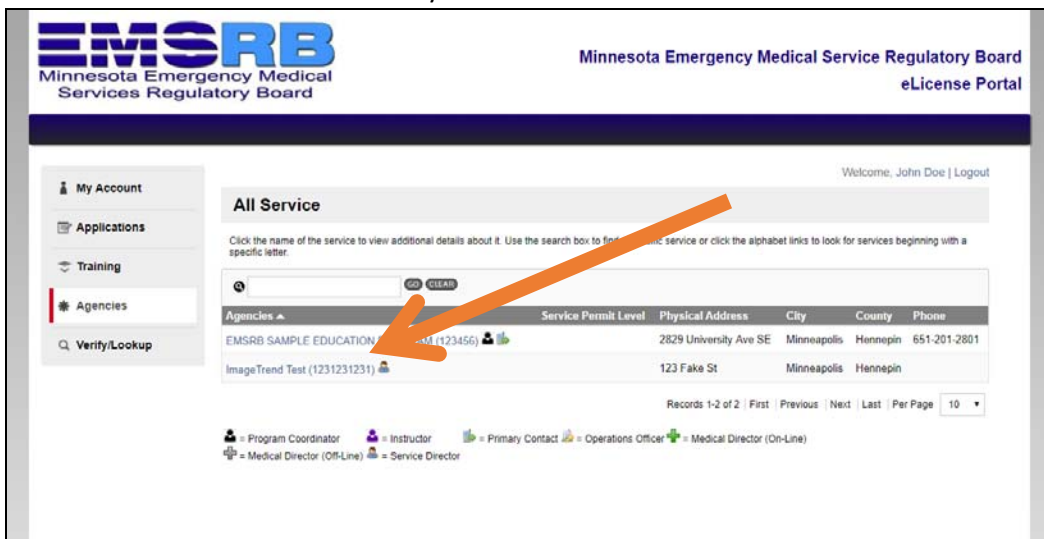 EMSRB
Minnesota Emergency Medical
Services Regulatory Board
Minnesota Emergency Medical Service Regulatory Board
eLicense Portal
Welcome, John Doe | Logout
My Account
Applications
Training
Agencies
Verify/Lookup
All Service
Click the name of the service to view additional details about it. Use the search box to find service or click the alphabet links to look for services beginning with a
specific letter.
GO CLEAR
Agencies Service Permit Level Physical Address City County Phone
EMSRB SAMPLE EDUCATION (123456) 2829 University Ave SE Minneapolis Hennepin 651-201-2801
ImageTrend Test (1231231231) 123 Fake St Minneapolis Hennepin
Records 1-2 of 2 | First | Previous | Next | Last | Per Page 10
= Program Coordinator = Instructor = Primary Contact = Operations Officer = Medical Director (On-Line)
= Medical Director (Off-Line) = Service Director